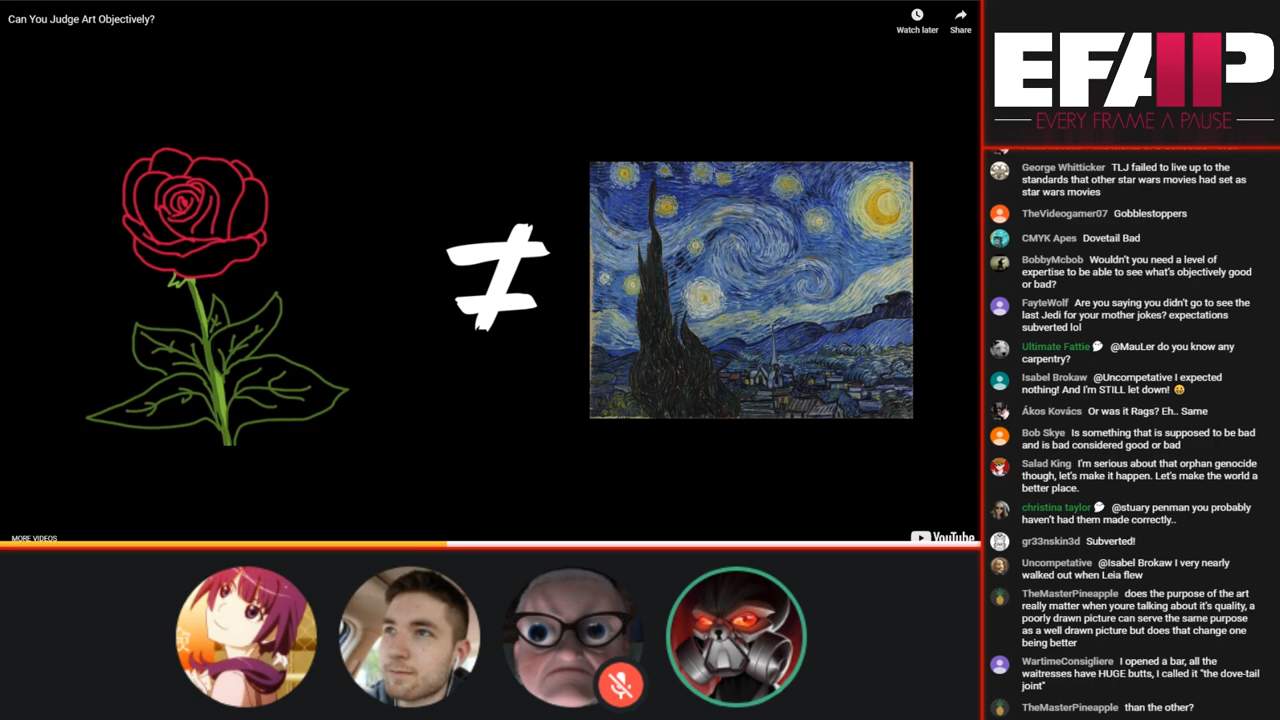 Can You Judge Art Objectively?
Watch later
Share
≠
MORE VIDEOS
YouTube
EFAP
EVERY FRAME A PAUSE
George Whitticker TLJ failed to live up to the
standards that other star wars movies had set as
star wars movies
TheVideogamer07 Gobblestoppers
CMYK Apes Dovetail Bad
BobbyMcbob Wouldn't you need a level of
expertise to be able to see what's objectively good
or bad?
FayteWolf Are you saying you didn't go to see the
last Jedi for your mother jokes? expectations
subverted lol
Ultimate Fattie @MauLer do you know any
carpentry?
Isabel Brokaw @Uncompetative I expected
nothing! And I'm STILL let down! 😝
Ákos Kovács Or was it Rags? Eh.. Same
Bob Skye Is something that is supposed to be bad
and is bad considered good or bad
Salad King I'm serious about that orphan genocide
though, let's make it happen. Let's make the world a
better place.
christina taylor @stuary penman you probably
haven't had them made correctly..
gr33nskin3d Subverted!
Uncompetative @Isabel Brokaw I very nearly
walked out when Leia flew
TheMasterPineapple does the purpose of the art
really matter when youre talking about it's quality, a
poorly drawn picture can serve the same purpose
as a well drawn picture but does that change one
being better
WartimeConsigliere I opened a bar, all the
waitresses have HUGE butts, I called it "the dove-tail
joint"
TheMasterPineapple than the other?